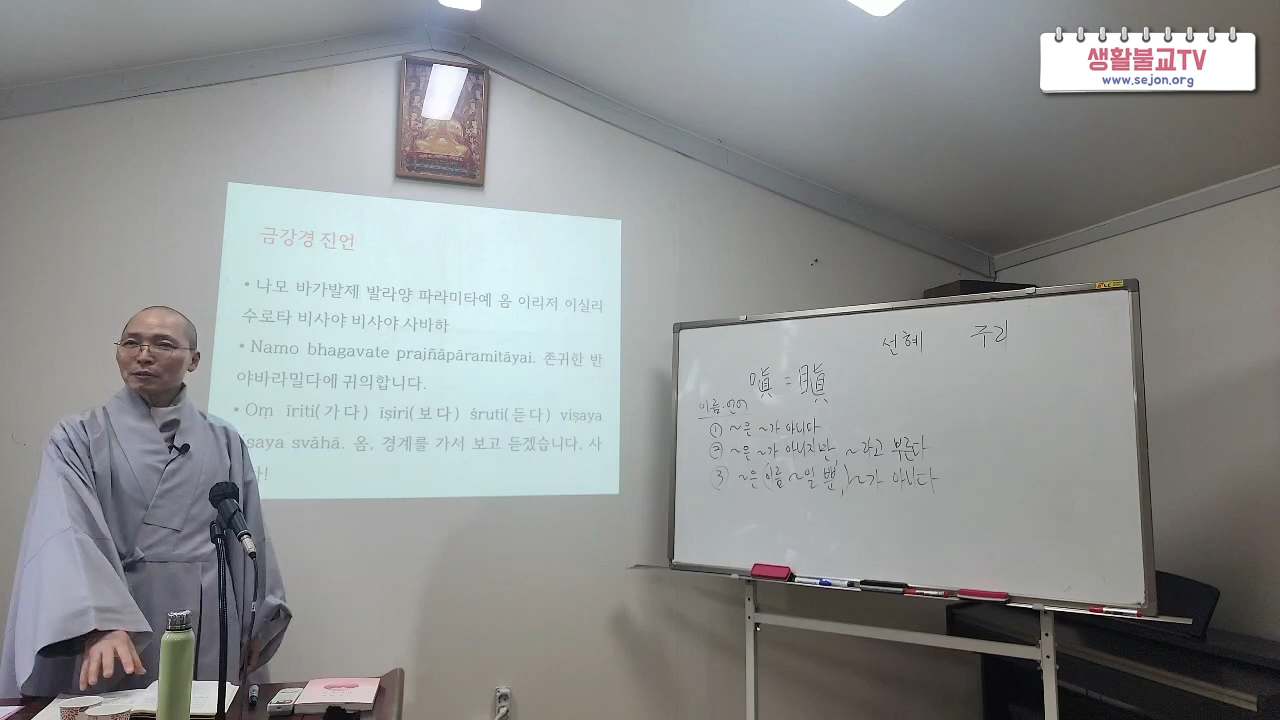 생활불교TV
www.sejon.org
금강경 진언
• 나모 바가발제 발라양 파라미타예 옴 이리저 이실리
수로타 비사야 비사야 사바하
• Namo bhagavate prajñāpāramitāyai. 존귀한 반
야바라밀다에 귀의합니다.
• Oṃ īriti(가다) īṣiri(보다) śruti(듣다) viṣaya
ṣaya svāhā. 옴, 경계를 가서 보고 듣겠습니다, 사
하!
선혜 주리
嗔 = 瞋
이름·언어
① ~은 ~가 아니다
② ~은 ~가 아니지만, ~라고 부른다
③ ~은 (이름 ~일 뿐,) ~가 아니다